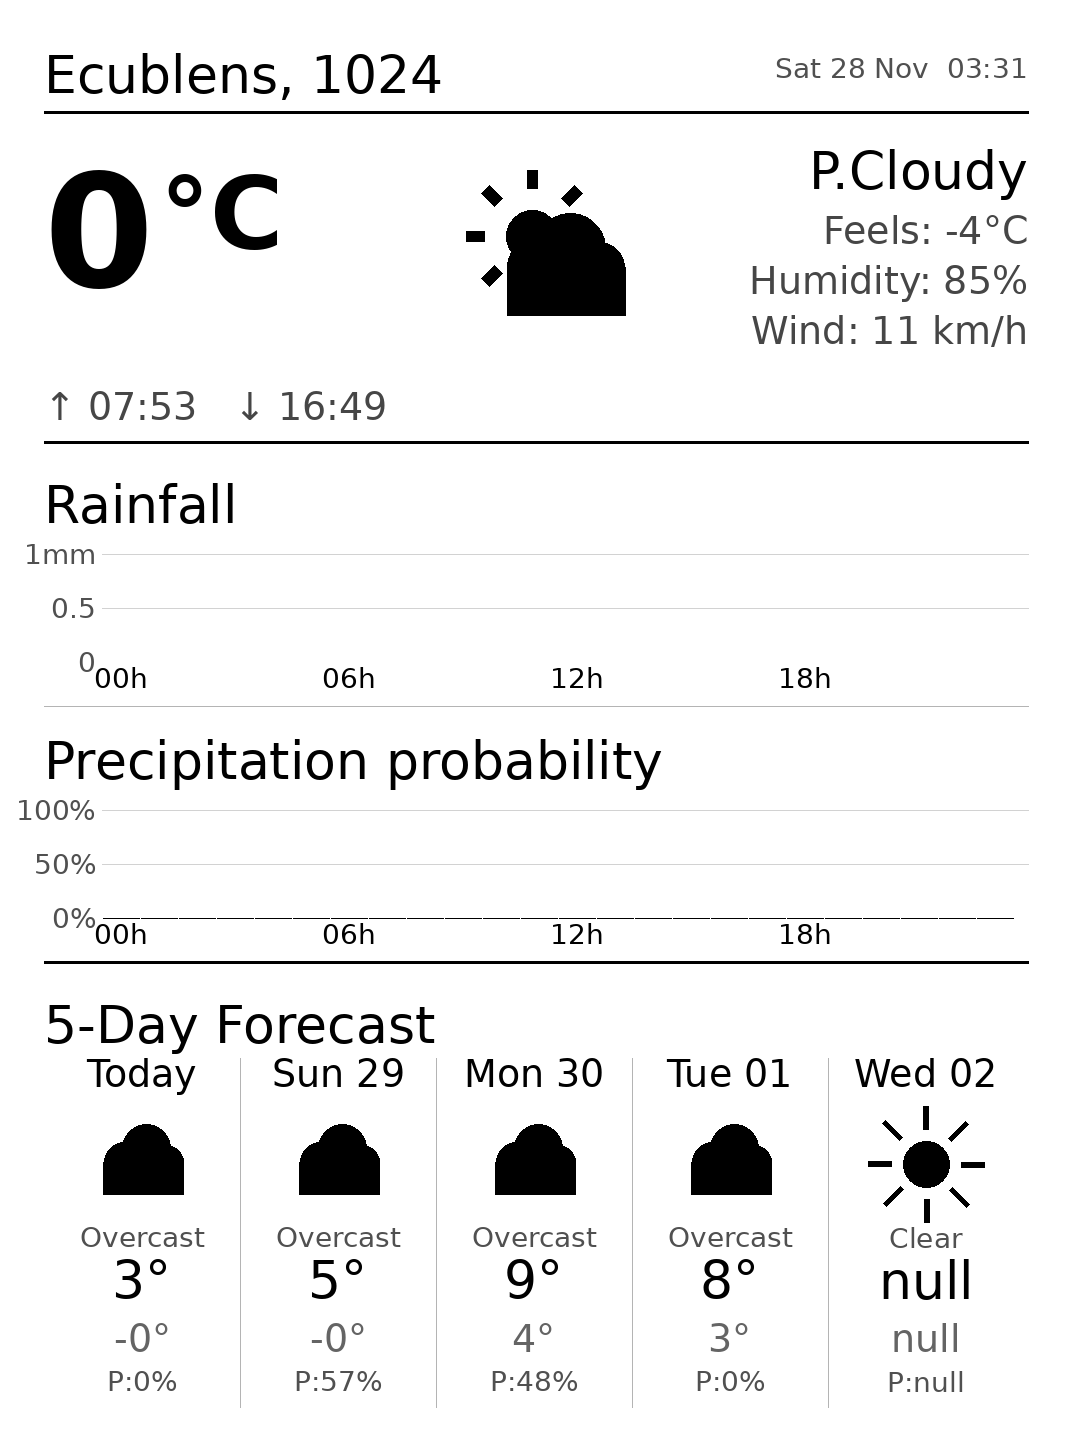 Ecublens, 1024
Sat 28 Nov  03:31
0 °C
P.Cloudy
Feels: -4°C
Humidity: 85%
Wind: 11 km/h
↑ 07:53   ↓ 16:49
Rainfall
1mm
0.5
0
00h 06h 12h 18h
Precipitation probability
100%
50%
0%
00h 06h 12h 18h
5-Day Forecast
Today Sun 29 Mon 30 Tue 01 Wed 02
Overcast Overcast Overcast Overcast Clear
3° 5° 9° 8° null
-0° -0° 4° 3° null
P:0% P:57% P:48% P:0% P:null